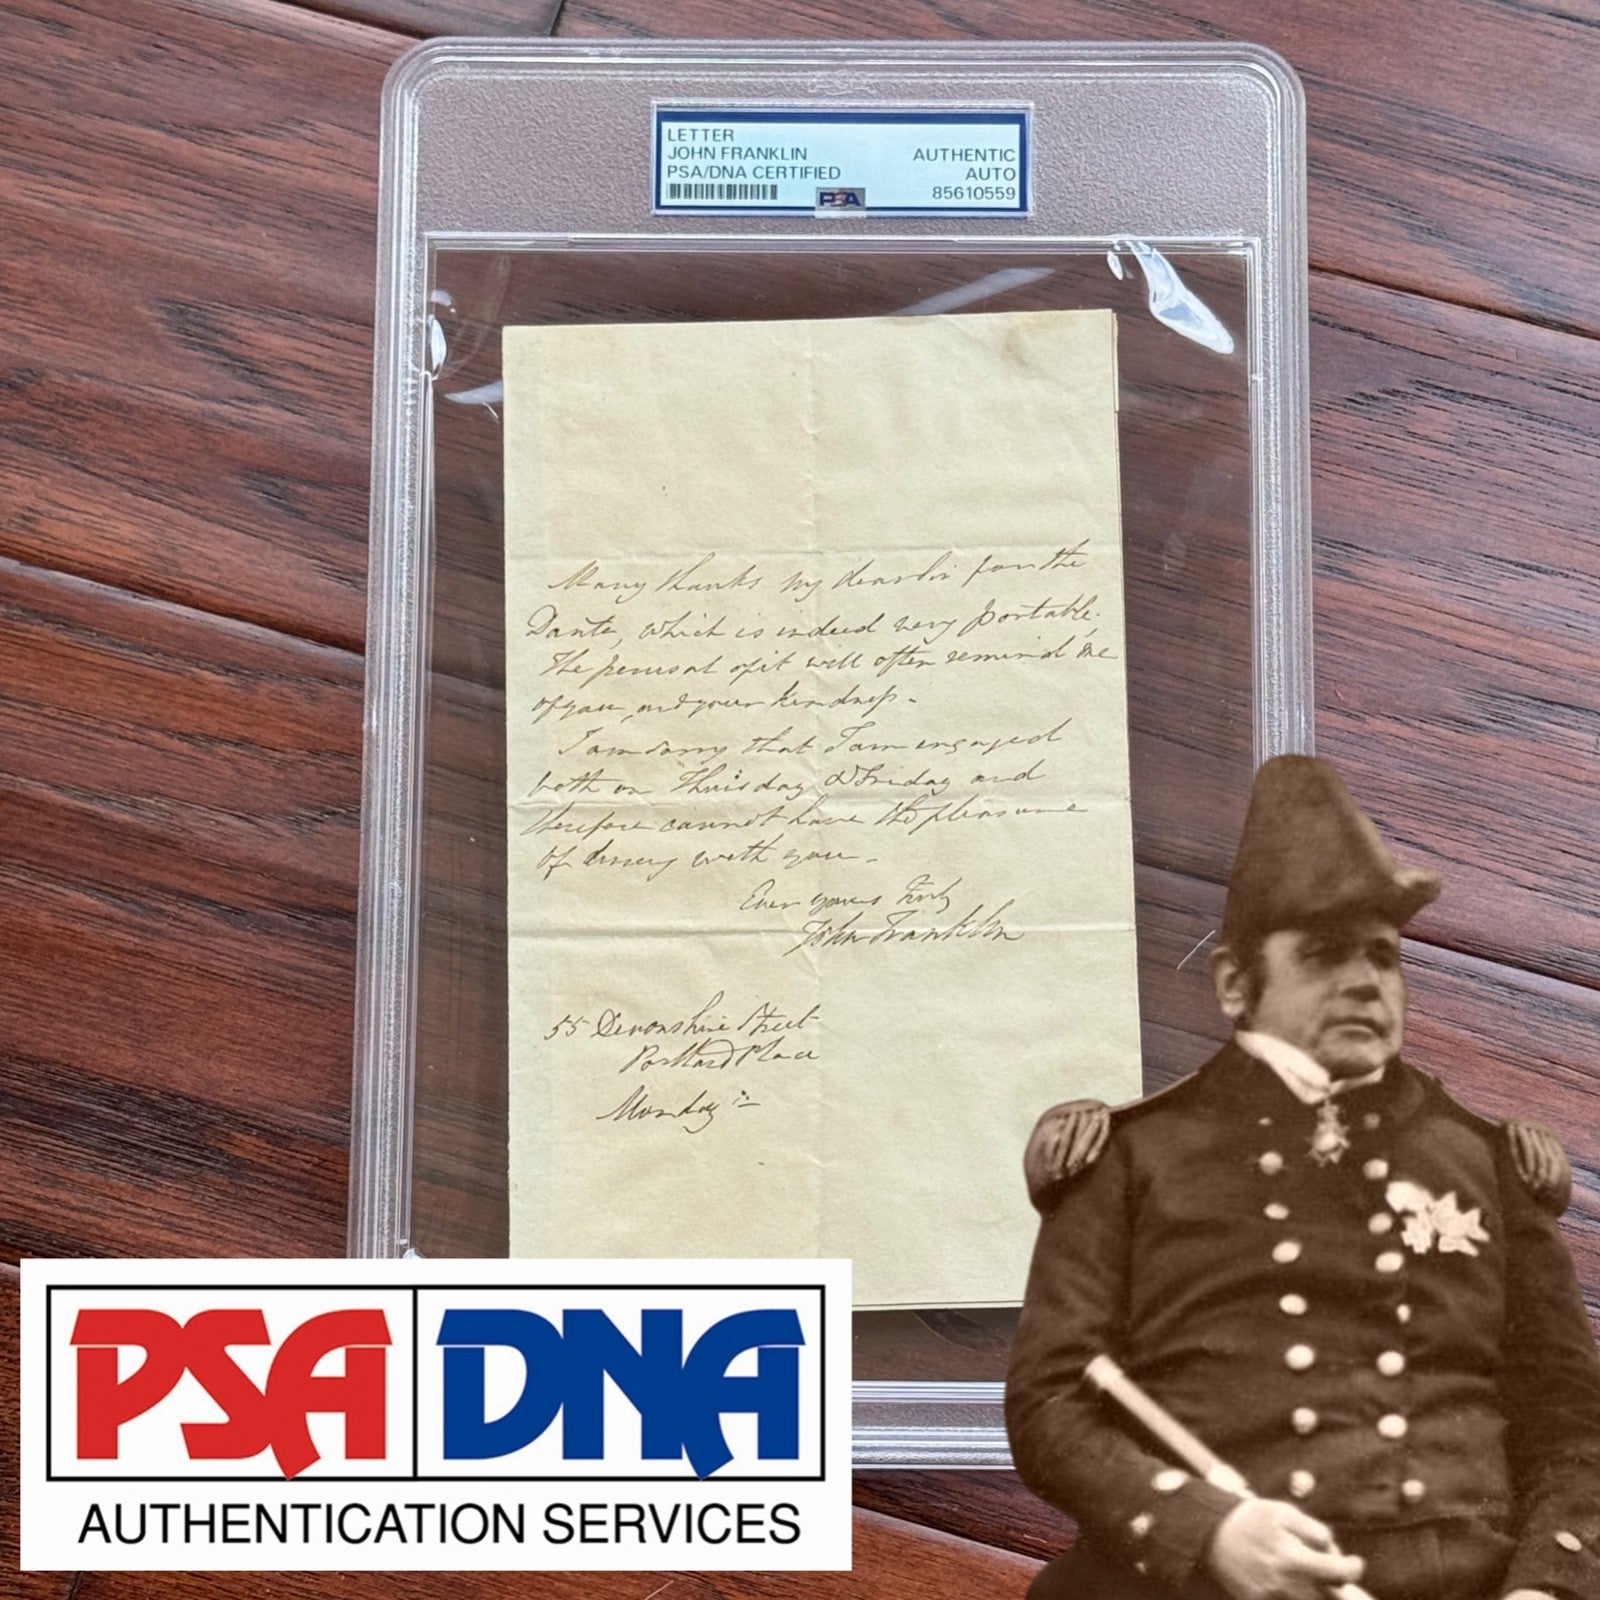 LETTER
JOHN FRANKLIN
PSA/DNA CERTIFIED
AUTHENTIC
AUTO
85610559
PSA
Many thanks my dear Sir for the
Dante, which is indeed very portable.
The perusal of it will often remind me
of you, and your kindness.
I am sorry that I am engaged
both on Thursday & Friday and
therefore cannot have the pleasure
of dining with you.
Ever yours truly
John Franklin
55 Devonshire Street
Portland Place
Monday
PSA DNA
AUTHENTICATION SERVICES